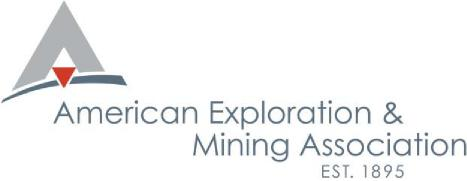 American Exploration &
Mining Association
EST. 1895